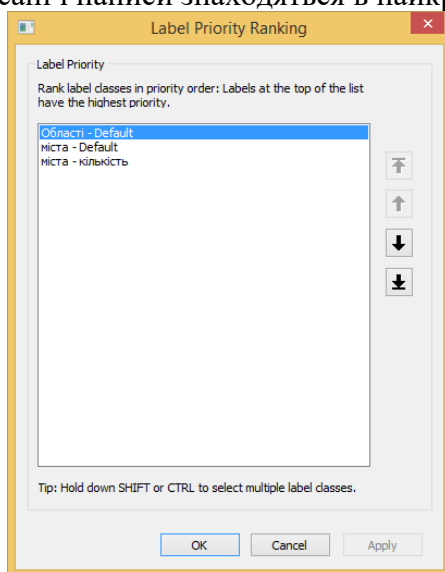 написи знаходяться в
Label Priority Ranking
Label Priority
Rank label classes in priority order: Labels at the top of the list
have the highest priority.
Області - Default
міста - Default
міста - кількість
Tip: Hold down SHIFT or CTRL to select multiple label classes.
OK Cancel Apply